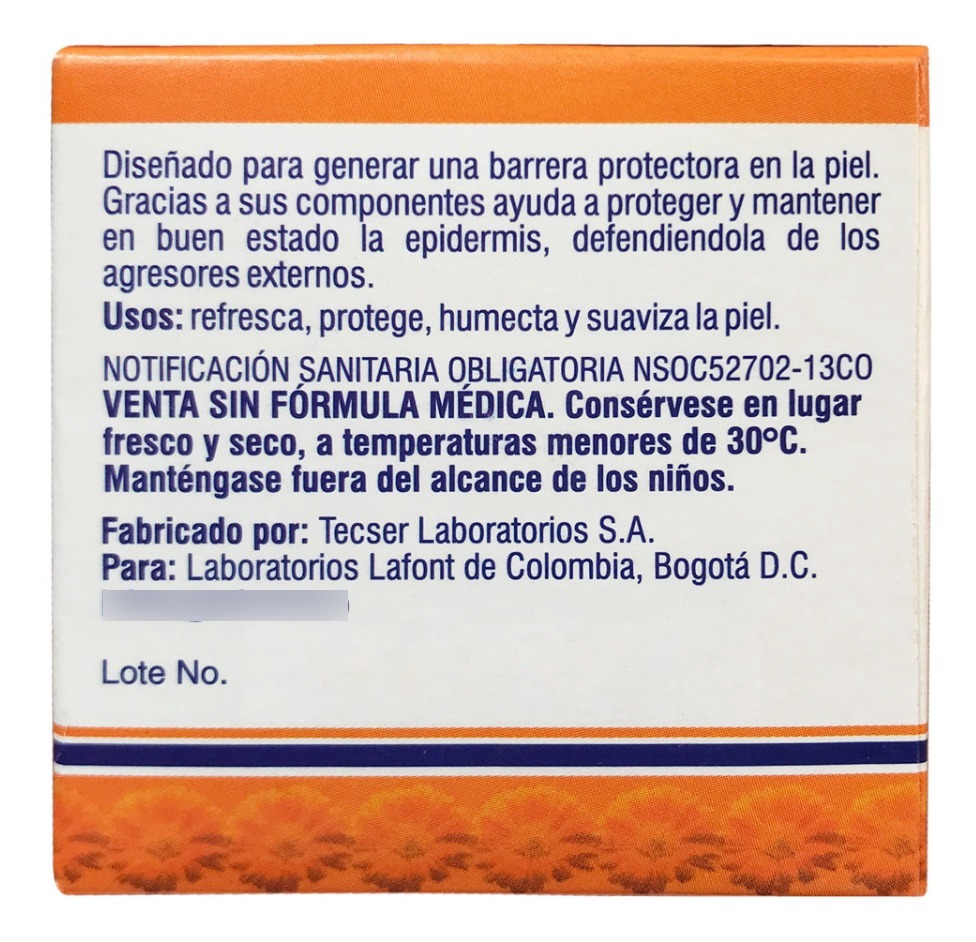 Diseñado para generar una barrera protectora en la piel.
Gracias a sus componentes ayuda a proteger y mantener
en buen estado la epidermis, defendiendola de los
agresores externos.
Usos: refresca, protege, humecta y suaviza la piel.
NOTIFICACIÓN SANITARIA OBLIGATORIA NSOC52702-13CO
VENTA SIN FÓRMULA MÉDICA. Consérvese en lugar
fresco y seco, a temperaturas menores de 30ºC.
Manténgase fuera del alcance de los niños.
Fabricado por: Tecser Laboratorios S.A.
Para: Laboratorios Lafont de Colombia, Bogotá D.C.
Lote No.